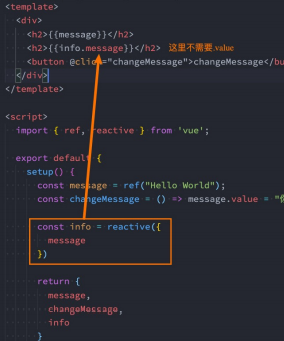 <template>
<div>
<h2>{{message}}</h2>
<h2>{{info.message}}</h2> 这里不需要.value
<button @click="changeMessage">changeMessage</bu
</div>
</template>
<script>
import { ref, reactive } from 'vue';
export default {
setup() {
const message = ref("Hello World");
const changeMessage = () => message.value = "
const info = reactive({
message
})
return {
message,
changeMessage,
info
}